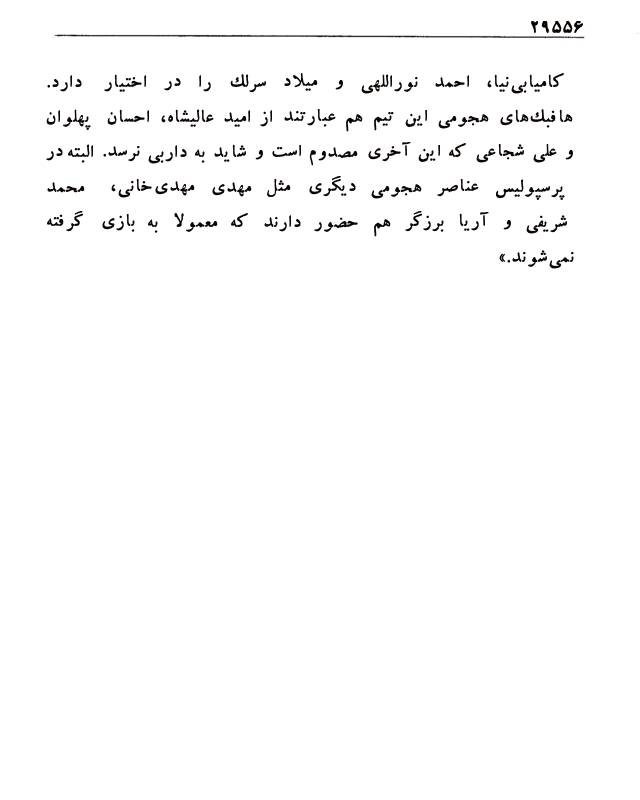 ۲۹۵۵۶
کامیابی‌نیا، احمد نوراللهی و میلاد سرلك را در اختیار دارد.
هافبك‌های هجومی این تیم هم عبارتند از امید عالیشاه، احسان پهلوان
و علی شجاعی که این آخری مصدوم است و شاید به داربی نرسد. البته در
پرسپولیس عناصر هجومی دیگری مثل مهدی مهدی‌خانی، محمد
شریفی و آریا برزگر هم حضور دارند که معمولا به بازی گرفته
نمی‌شوند.»